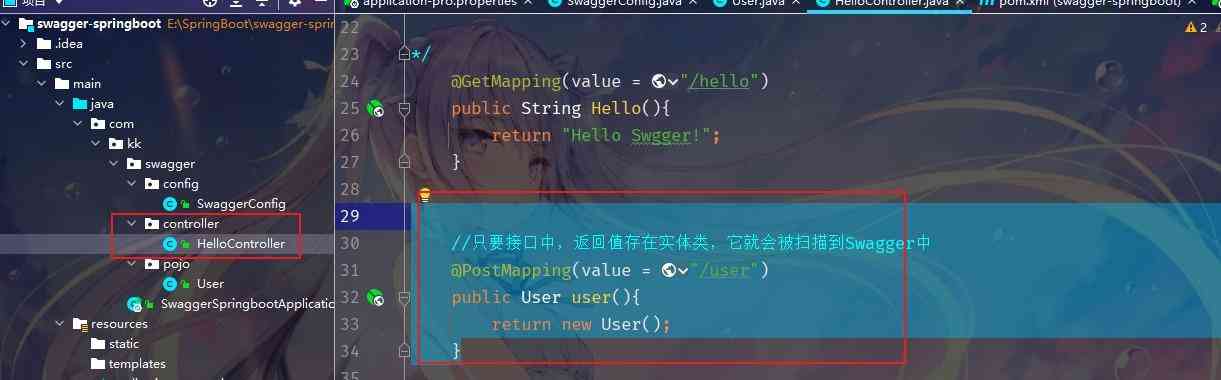 项目
application-pro.properties
SwaggerConfig.java
User.java
HelloController.java
pom.xml (swagger-springboot)
swagger-springboot E:\SpringBoot\swagger-sprin
.idea
src
main
java
com
kk
swagger
config
SwaggerConfig
controller
HelloController
pojo
User
SwaggerSpringbootApplicatio
resources
static
templates
2
22
23 */
24 @GetMapping(value = "/hello")
25 public String Hello(){
26 return "Hello Swgger!";
27 }
28
29
30 //只要接口中，返回值存在实体类，它就会被扫描到Swagger中
31 @PostMapping(value = "/user")
32 public User user(){
33 return new User();
34 }
35